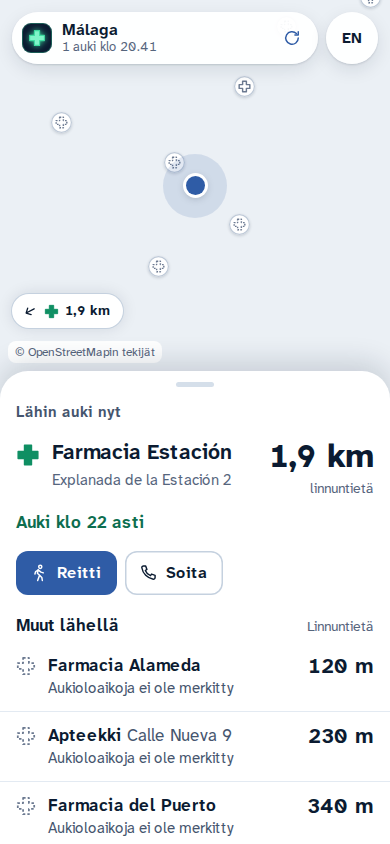 Málaga
1 auki klo 20.41
EN
1,9 km
© OpenStreetMapin tekijät
Lähin auki nyt
Farmacia Estación
1,9 km
Explanada de la Estación 2
linnuntietä
Auki klo 22 asti
Reitti
Soita
Muut lähellä
Linnuntietä
Farmacia Alameda
120 m
Aukioloaikoja ei ole merkitty
Apteekki Calle Nueva 9
230 m
Aukioloaikoja ei ole merkitty
Farmacia del Puerto
340 m
Aukioloaikoja ei ole merkitty